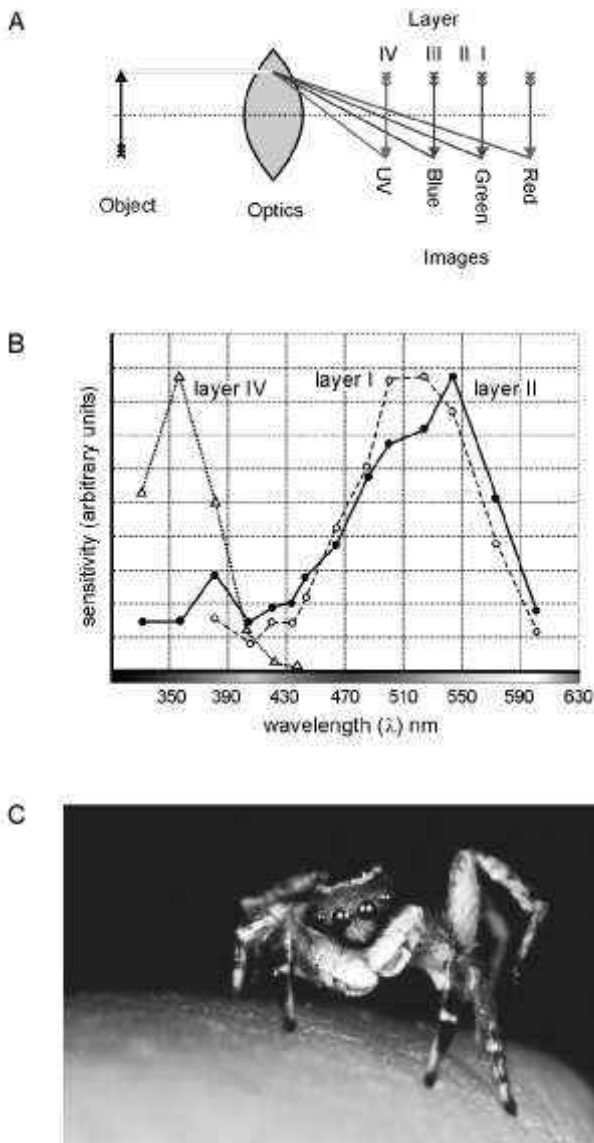 A
Layer
IV III II I
Object
Optics
UV
Blue
Green
Red
Images
B
sensitivity (arbitrary units)
layer IV
layer I
layer II
350 390 430 470 510 550 590 630
wavelength (λ) nm
C